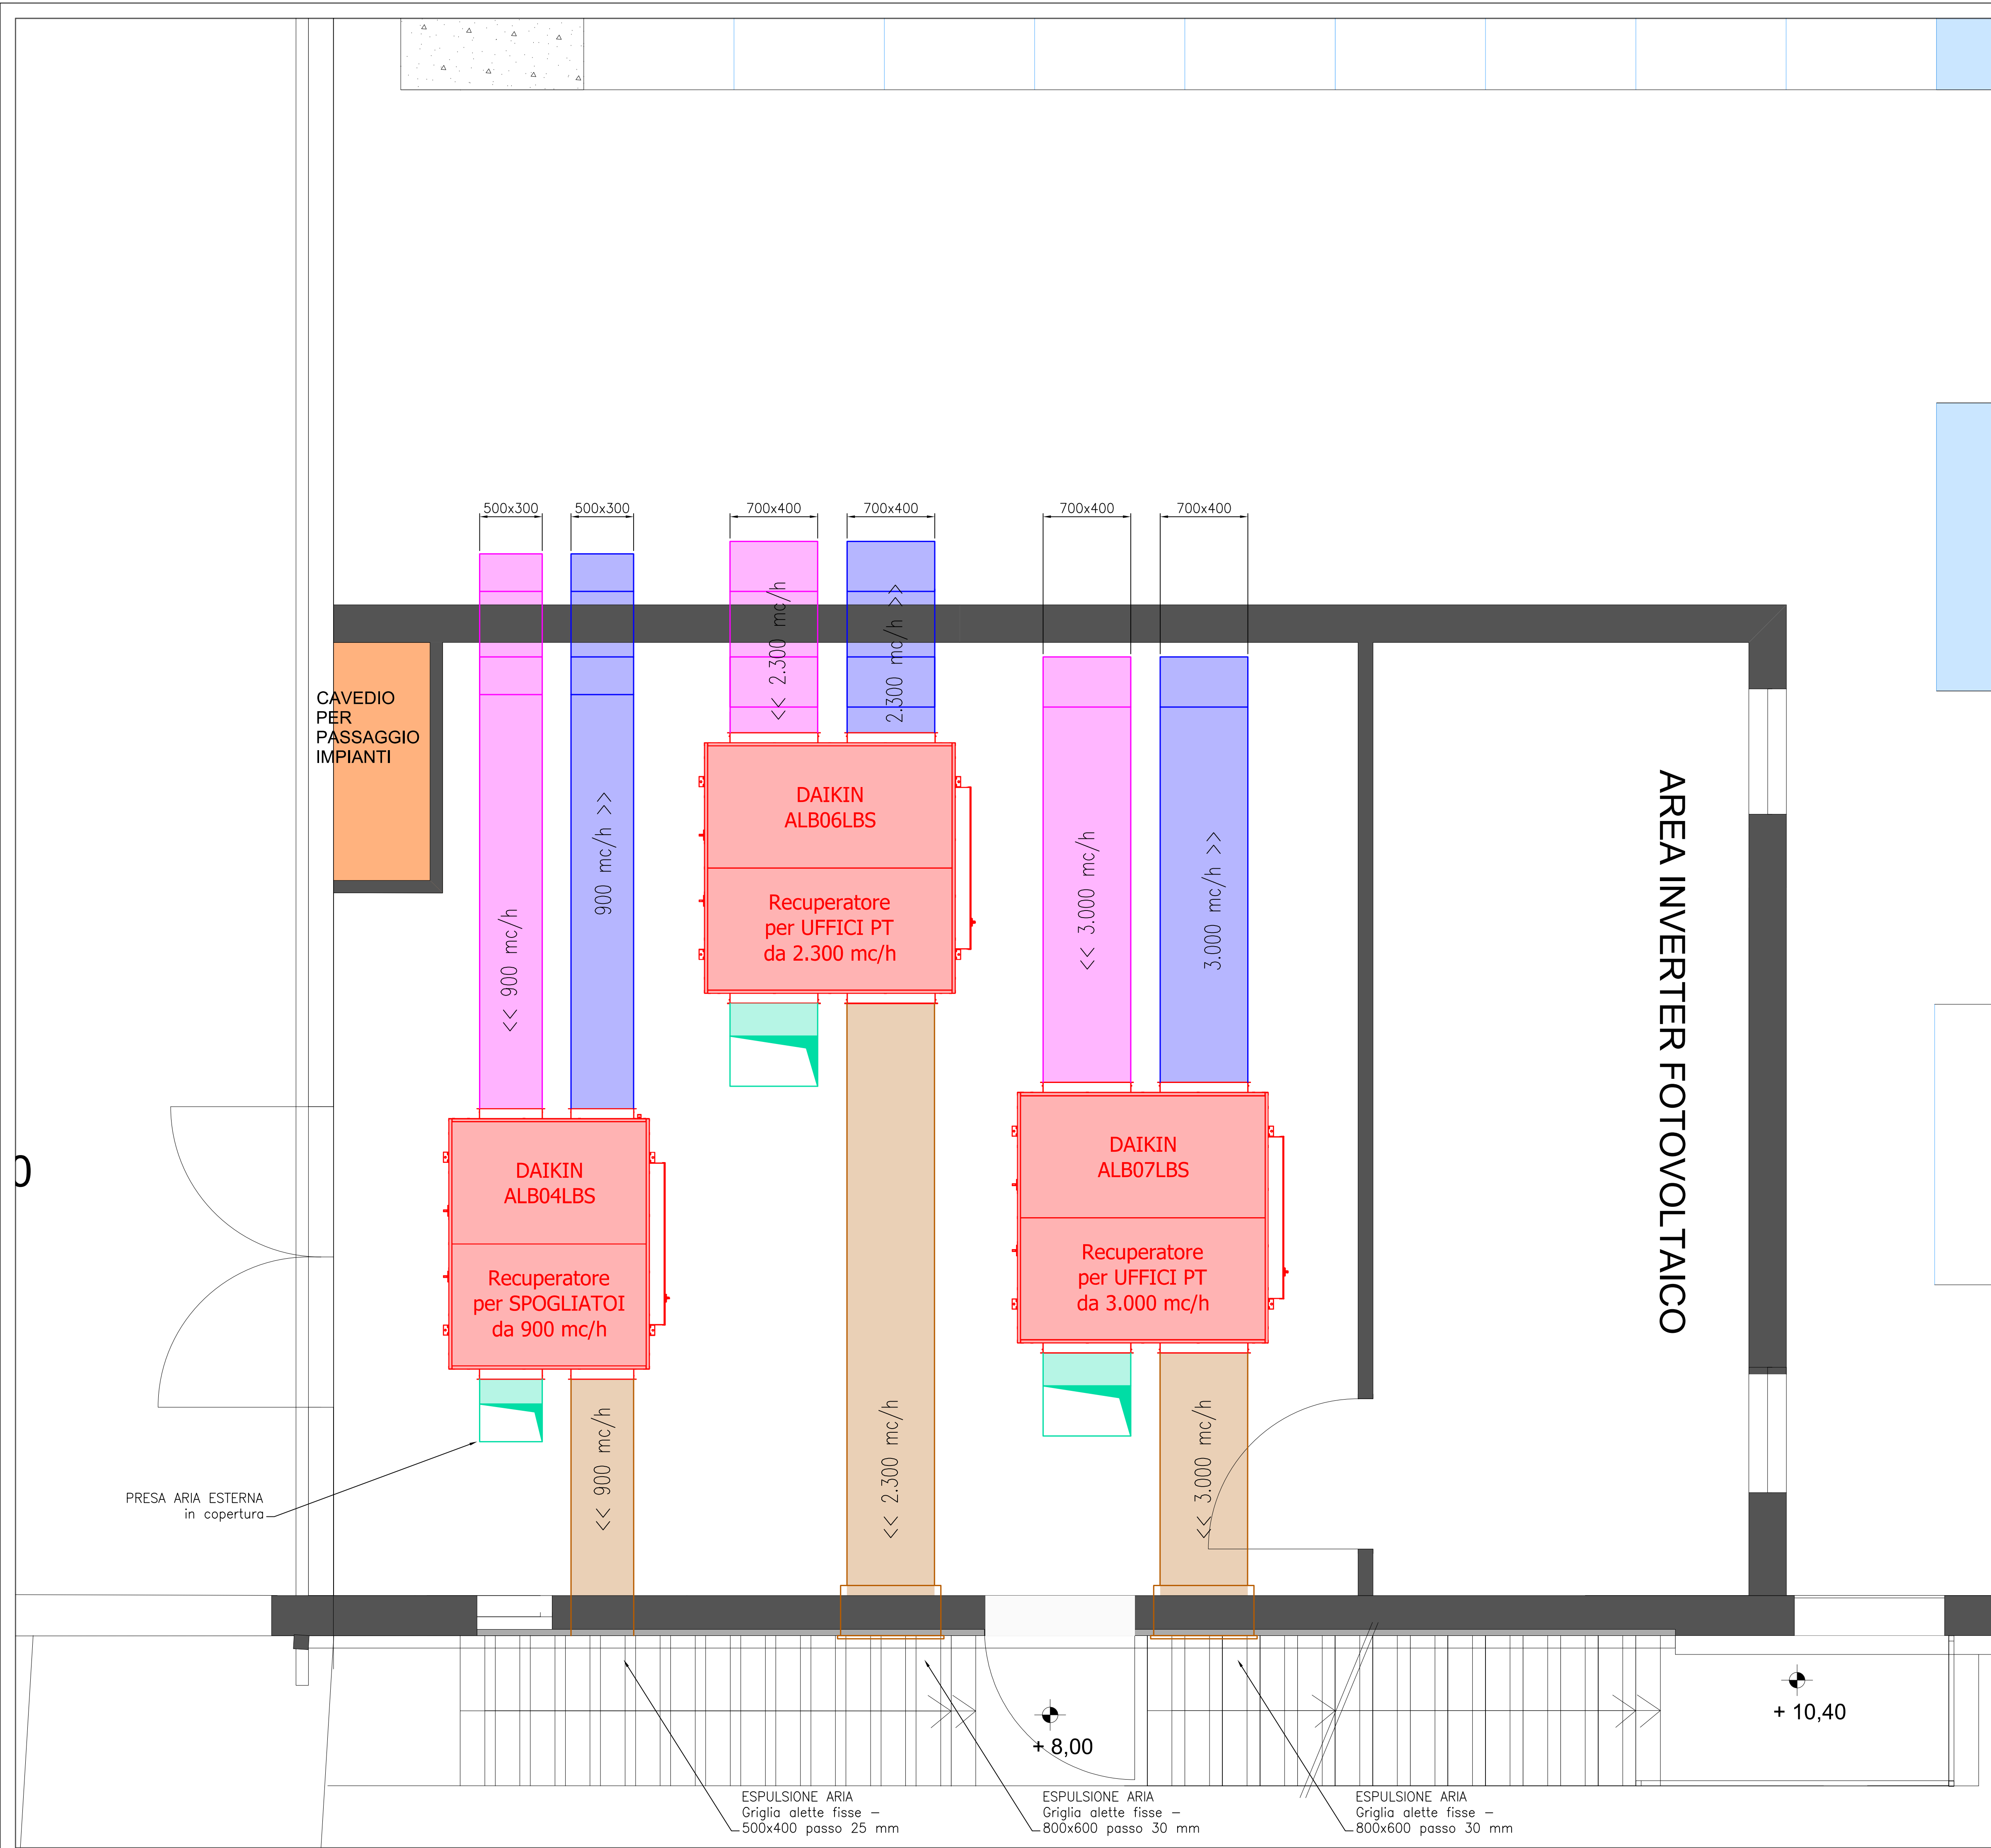 500x300
500x300
700x400
700x400
700x400
700x400
<< 2.300 mc/h
2.300 mc/h >>
CAVEDIO
PER
PASSAGGIO
IMPIANTI
<< 900 mc/h
900 mc/h >>
DAIKIN
ALB06LBS
Recuperatore
per UFFICI PT
da 2.300 mc/h
<< 3.000 mc/h
3.000 mc/h >>
AREA INVERTER FOTOVOLTAICO
0
DAIKIN
ALB04LBS
Recuperatore
per SPOGLIATOI
da 900 mc/h
DAIKIN
ALB07LBS
Recuperatore
per UFFICI PT
da 3.000 mc/h
<< 900 mc/h
<< 2.300 mc/h
<< 3.000 mc/h
PRESA ARIA ESTERNA
in copertura
+ 8,00
+ 10,40
ESPULSIONE ARIA
Griglia alette fisse –
500x400 passo 25 mm
ESPULSIONE ARIA
Griglia alette fisse –
800x600 passo 30 mm
ESPULSIONE ARIA
Griglia alette fisse –
800x600 passo 30 mm